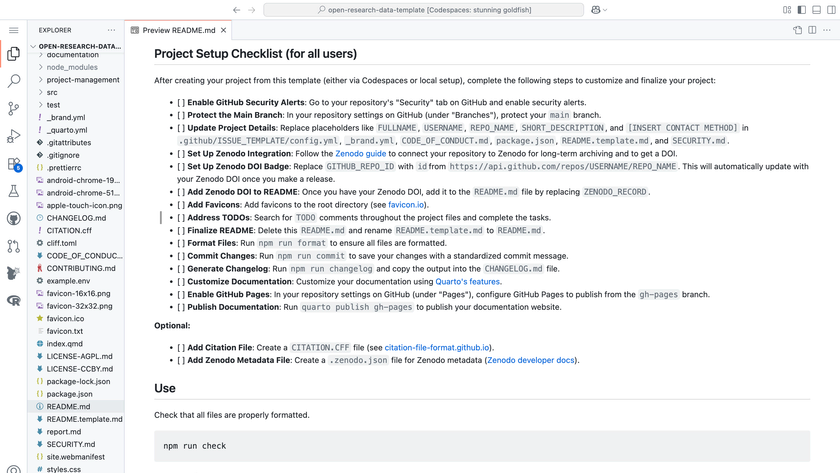 open-research-data-template [Codespaces: stunning goldfish]
EXPLORER
Preview README.md
OPEN-RESEARCH-DATA...
documentation
node_modules
project-management
src
test
_brand.yml
_quarto.yml
.gitattributes
.gitignore
.prettierrc
android-chrome-19...
android-chrome-51...
apple-touch-icon.png
CHANGELOG.md
CITATION.cff
cliff.toml
CODE_OF_CONDUC...
CONTRIBUTING.md
example.env
favicon-16x16.png
favicon-32x32.png
favicon.ico
favicon.txt
index.qmd
LICENSE-AGPL.md
LICENSE-CCBY.md
package-lock.json
package.json
README.md
README.template.md
report.md
SECURITY.md
site.webmanifest
styles.css
5
Project Setup Checklist (for all users)
After creating your project from this template (either via Codespaces or local setup), complete the following steps to customize and finalize your project:
• [ ] Enable GitHub Security Alerts: Go to your repository's "Security" tab on GitHub and enable security alerts.
• [ ] Protect the Main Branch: In your repository settings on GitHub (under "Branches"), protect your main branch.
• [ ] Update Project Details: Replace placeholders like FULLNAME, USERNAME, REPO_NAME, SHORT_DESCRIPTION, and [INSERT CONTACT METHOD] in
.github/ISSUE_TEMPLATE/config.yml, _brand.yml, CODE_OF_CONDUCT.md, package.json, README.template.md, and SECURITY.md.
• [ ] Set Up Zenodo Integration: Follow the Zenodo guide to connect your repository to Zenodo for long-term archiving and to get a DOI.
• [ ] Set Up Zenodo DOI Badge: Replace GITHUB_REPO_ID with id from https://api.github.com/repos/USERNAME/REPO_NAME. This will automatically update with
your Zenodo DOI once you make a release.
• [ ] Add Zenodo DOI to README: Once you have your Zenodo DOI, add it to the README.md file by replacing ZENODO_RECORD.
• [ ] Add Favicons: Add favicons to the root directory (see favicon.io).
• [ ] Address TODOs: Search for TODO comments throughout the project files and complete the tasks.
• [ ] Finalize README: Delete this README.md and rename README.template.md to README.md.
• [ ] Format Files: Run npm run format to ensure all files are formatted.
• [ ] Commit Changes: Run npm run commit to save your changes with a standardized commit message.
• [ ] Generate Changelog: Run npm run changelog and copy the output into the CHANGELOG.md file.
• [ ] Customize Documentation: Customize your documentation using Quarto's features.
• [ ] Enable GitHub Pages: In your repository settings on GitHub (under "Pages"), configure GitHub Pages to publish from the gh-pages branch.
• [ ] Publish Documentation: Run quarto publish gh-pages to publish your documentation website.
Optional:
• [ ] Add Citation File: Create a CITATION.CFF file (see citation-file-format.github.io).
• [ ] Add Zenodo Metadata File: Create a .zenodo.json file for Zenodo metadata (Zenodo developer docs).
Use
Check that all files are properly formatted.
npm run check